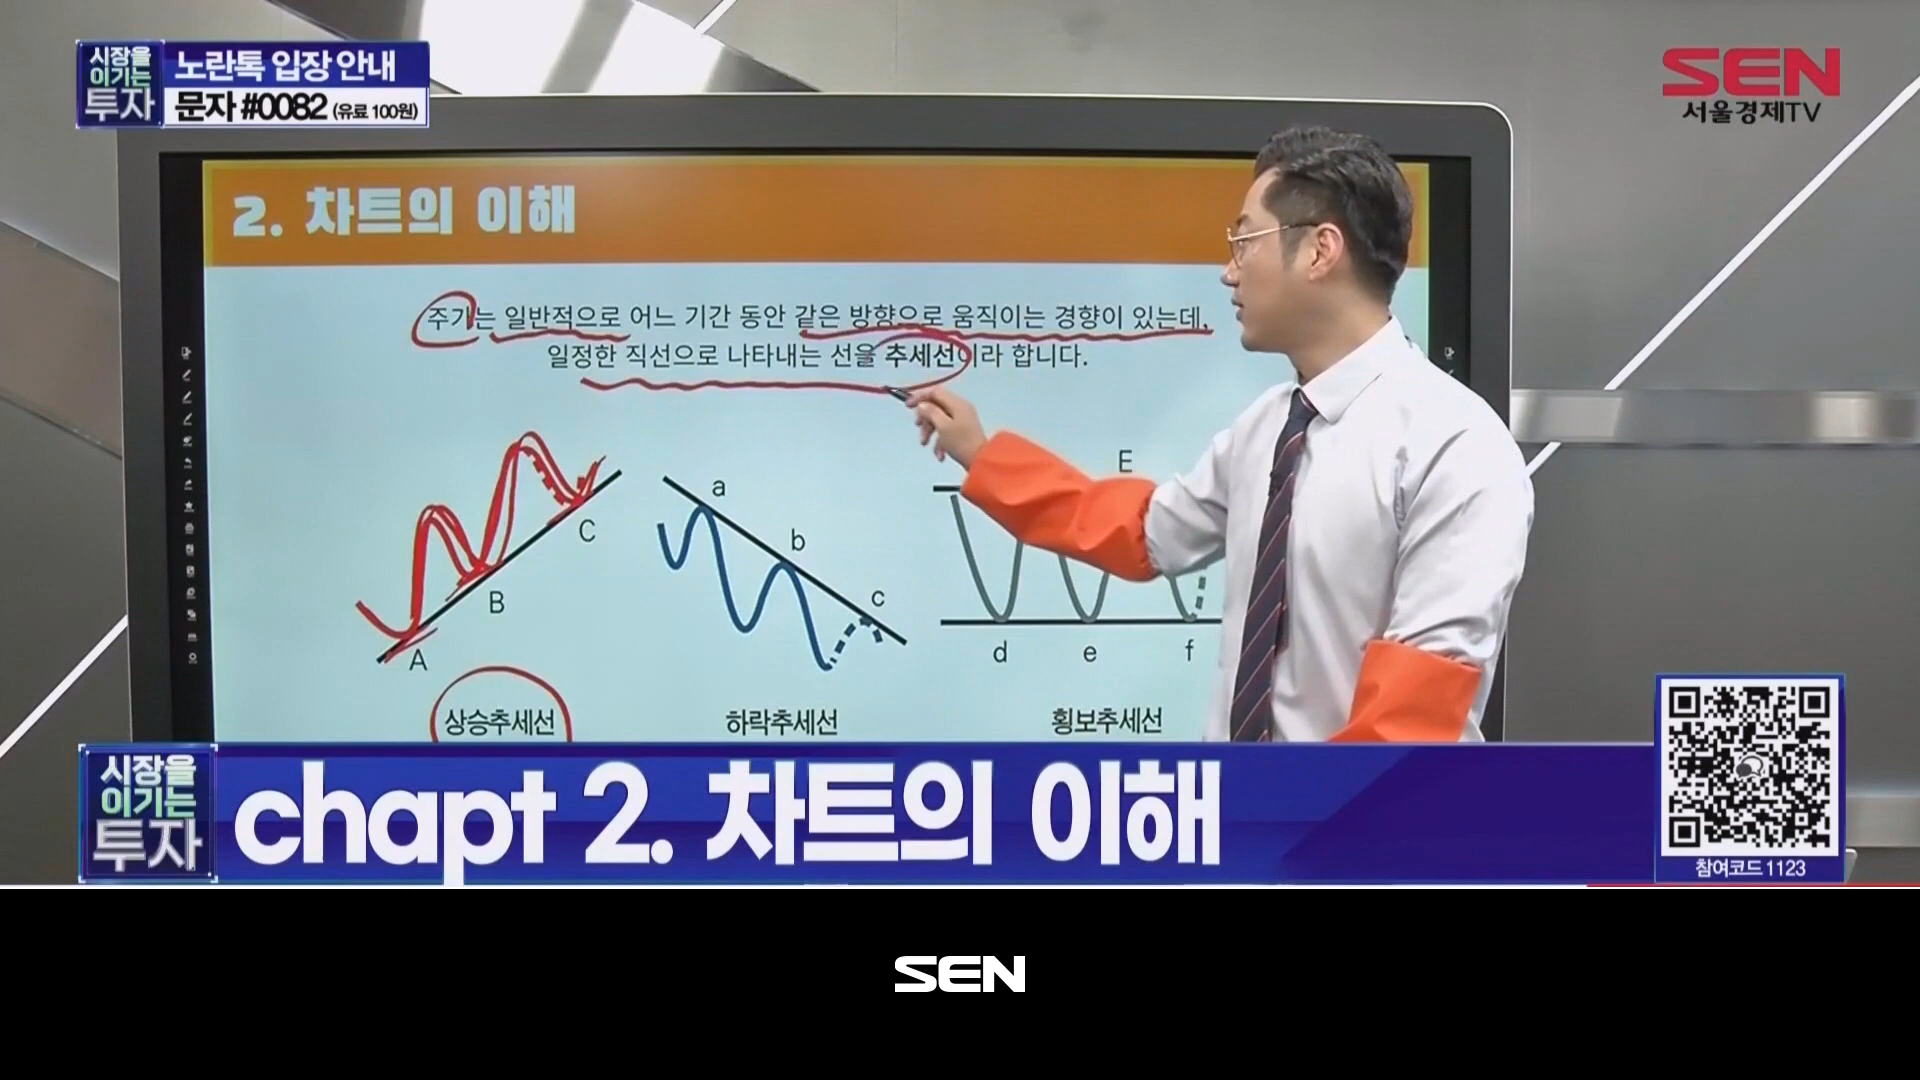 시장을
이기는
투자
노란톡 입장 안내
문자 #0082 (유료 100원)
SEN
서울경제TV
2. 차트의 이해
주가는 일반적으로 어느 기간 동안 같은 방향으로 움직이는 경향이 있는데,
일정한 직선으로 나타내는 선을 추세선이라 합니다.
A
B
C
상승추세선
a
b
c
하락추세선
E
d
e
f
횡보추세선
시장을
이기는
투자
chapt 2. 차트의 이해
참여코드 1123
SEN